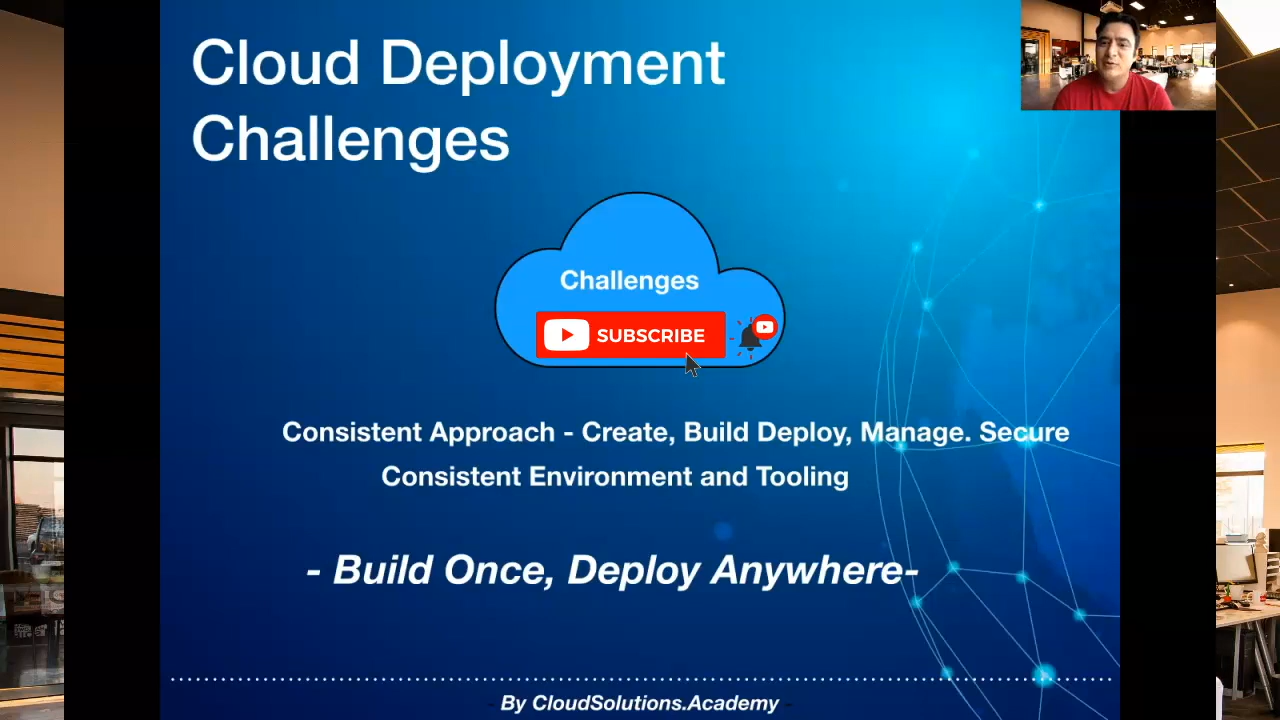 Cloud Deployment
Challenges
Challenges
SUBSCRIBE
Consistent Approach - Create, Build Deploy, Manage. Secure
Consistent Environment and Tooling
- Build Once, Deploy Anywhere-
- By CloudSolutions.Academy -